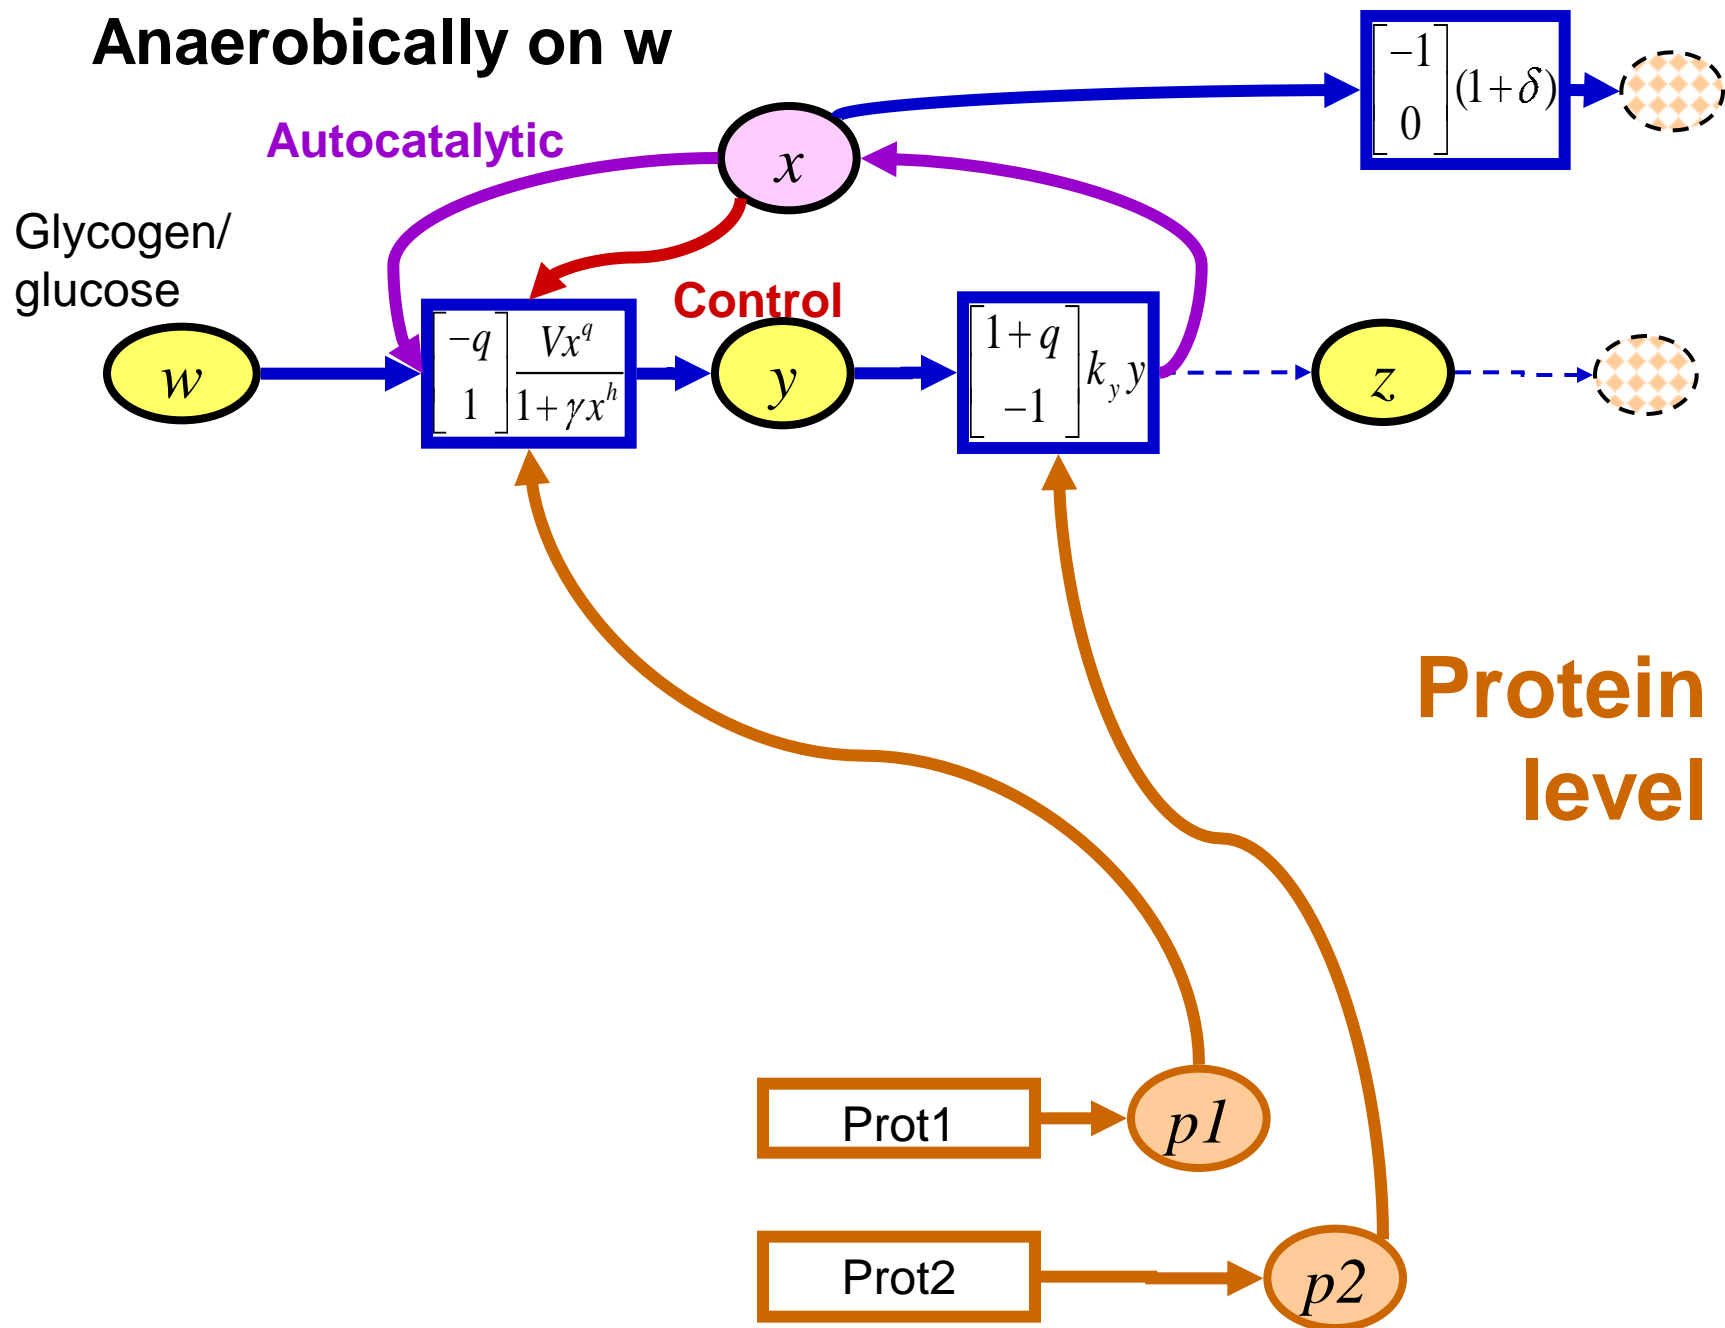 Anaerobically on w
[-1 0] (1+δ)
Autocatalytic
x
Glycogen/
glucose
Control
w
[-q 1] Vx^q / 1+γx^h
y
[1+q -1] k_y y
z
Protein
level
Prot1
p1
Prot2
p2